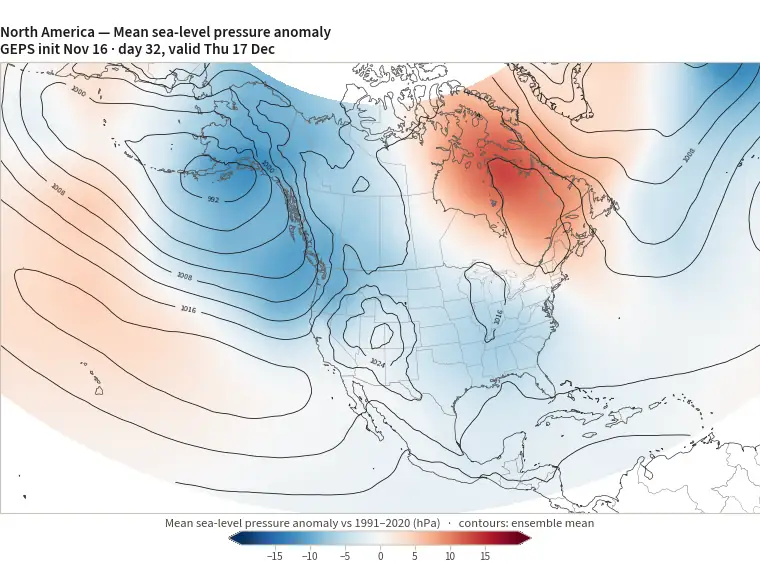 North America — Mean sea-level pressure anomaly
GEPS init Nov 16 · day 32, valid Thu 17 Dec
1000
1008
1000
992
1008
1008
1016
1016
1024
Mean sea-level pressure anomaly vs 1991–2020 (hPa) · contours: ensemble mean
−15 −10 −5 0 5 10 15